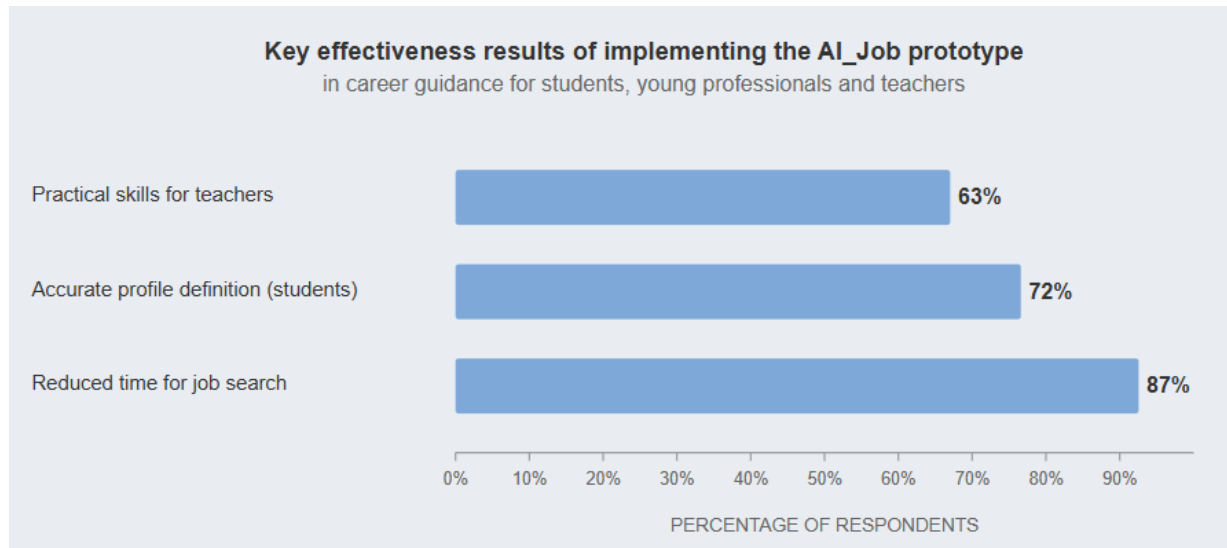 Key effectiveness results of implementing the AI_Job prototype
in career guidance for students, young professionals and teachers
Practical skills for teachers
63%
Accurate profile definition (students)
72%
Reduced time for job search
87%
0% 10% 20% 30% 40% 50% 60% 70% 80% 90%
PERCENTAGE OF RESPONDENTS